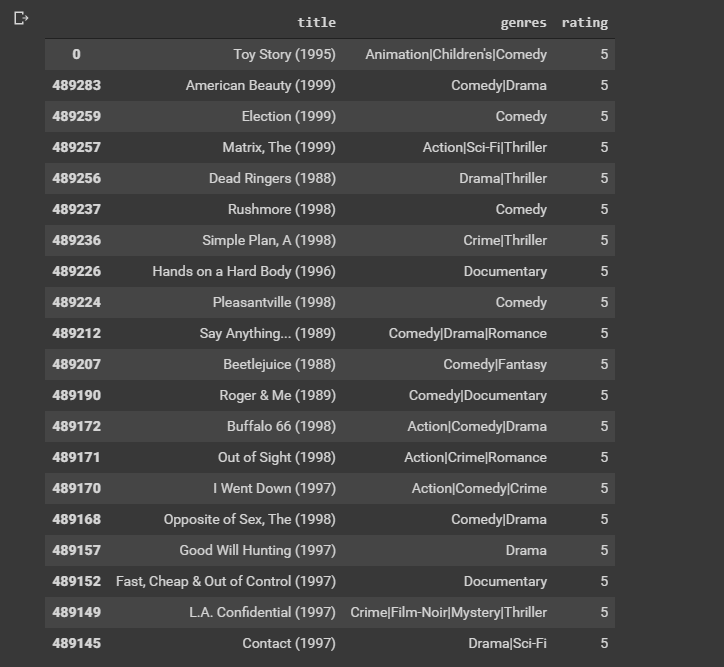 title genres rating
0 Toy Story (1995) Animation|Children's|Comedy 5
489283 American Beauty (1999) Comedy|Drama 5
489259 Election (1999) Comedy 5
489257 Matrix, The (1999) Action|Sci-Fi|Thriller 5
489256 Dead Ringers (1988) Drama|Thriller 5
489237 Rushmore (1998) Comedy 5
489236 Simple Plan, A (1998) Crime|Thriller 5
489226 Hands on a Hard Body (1996) Documentary 5
489224 Pleasantville (1998) Comedy 5
489212 Say Anything... (1989) Comedy|Drama|Romance 5
489207 Beetlejuice (1988) Comedy|Fantasy 5
489190 Roger & Me (1989) Comedy|Documentary 5
489172 Buffalo 66 (1998) Action|Comedy|Drama 5
489171 Out of Sight (1998) Action|Crime|Romance 5
489170 I Went Down (1997) Action|Comedy|Crime 5
489168 Opposite of Sex, The (1998) Comedy|Drama 5
489157 Good Will Hunting (1997) Drama 5
489152 Fast, Cheap & Out of Control (1997) Documentary 5
489149 L.A. Confidential (1997) Crime|Film-Noir|Mystery|Thriller 5
489145 Contact (1997) Drama|Sci-Fi 5